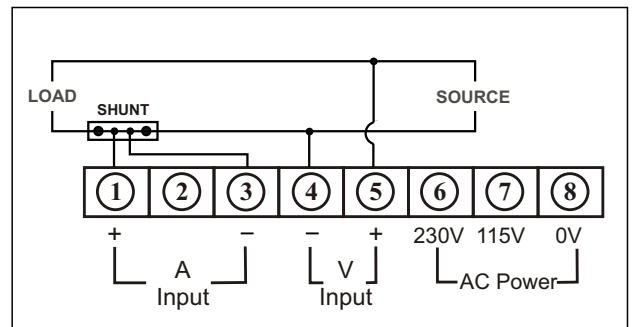 LOAD
SHUNT
SOURCE
1 2 3 4 5 6 7 8
+ − − + 230V 115V 0V
A Input
V Input
AC Power